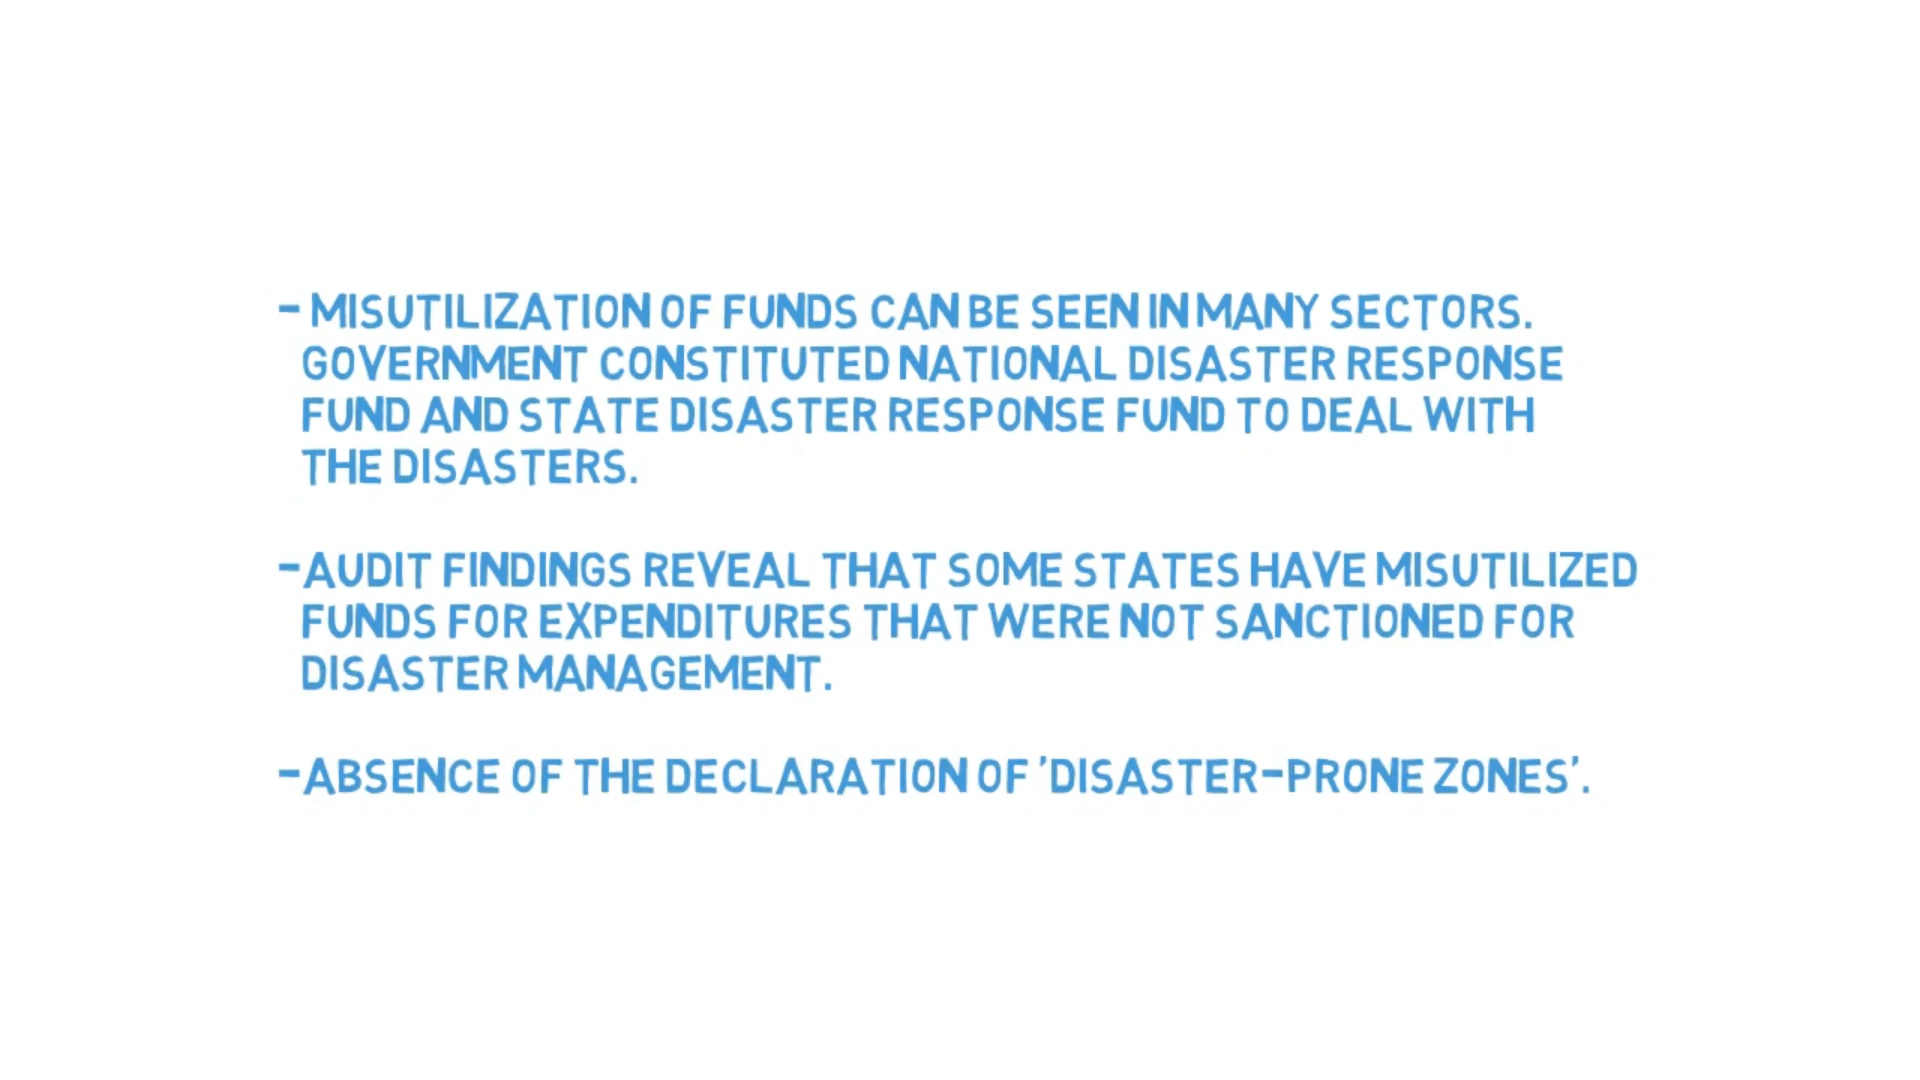 - MISUTILIZATION OF FUNDS CAN BE SEEN IN MANY SECTORS.
GOVERNMENT CONSTITUTED NATIONAL DISASTER RESPONSE
FUND AND STATE DISASTER RESPONSE FUND TO DEAL WITH
THE DISASTERS.
-AUDIT FINDINGS REVEAL THAT SOME STATES HAVE MISUTILIZED
FUNDS FOR EXPENDITURES THAT WERE NOT SANCTIONED FOR
DISASTER MANAGEMENT.
-ABSENCE OF THE DECLARATION OF 'DISASTER-PRONE ZONES'.